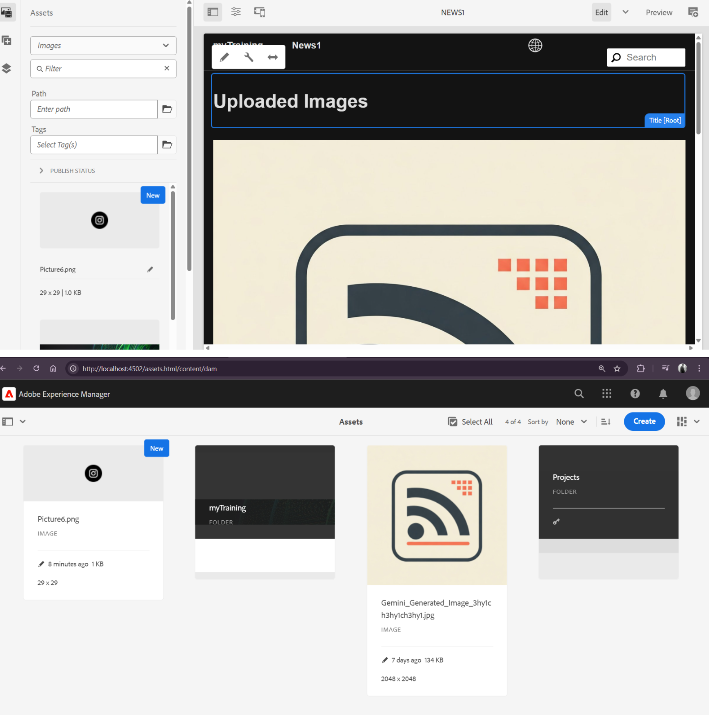 Assets
NEWS1
Edit
Preview
Images
Filter
Path
Enter path
Tags
Select Tag(s)
PUBLISH STATUS
New
Picture6.png
29 x 29 | 1.0 KB
News1
Search
Uploaded Images
Title [Root]
http://localhost:4502/assets.html/content/dam
Adobe Experience Manager
Assets
Select All
4 of 4
Sort by
None
Create
New
Picture6.png
IMAGE
8 minutes ago 1 KB
29 x 29
myTraining
FOLDER
Gemini_Generated_Image_3hy1c
h3hy1ch3hy1.jpg
IMAGE
7 days ago 134 KB
2048 x 2048
Projects
FOLDER